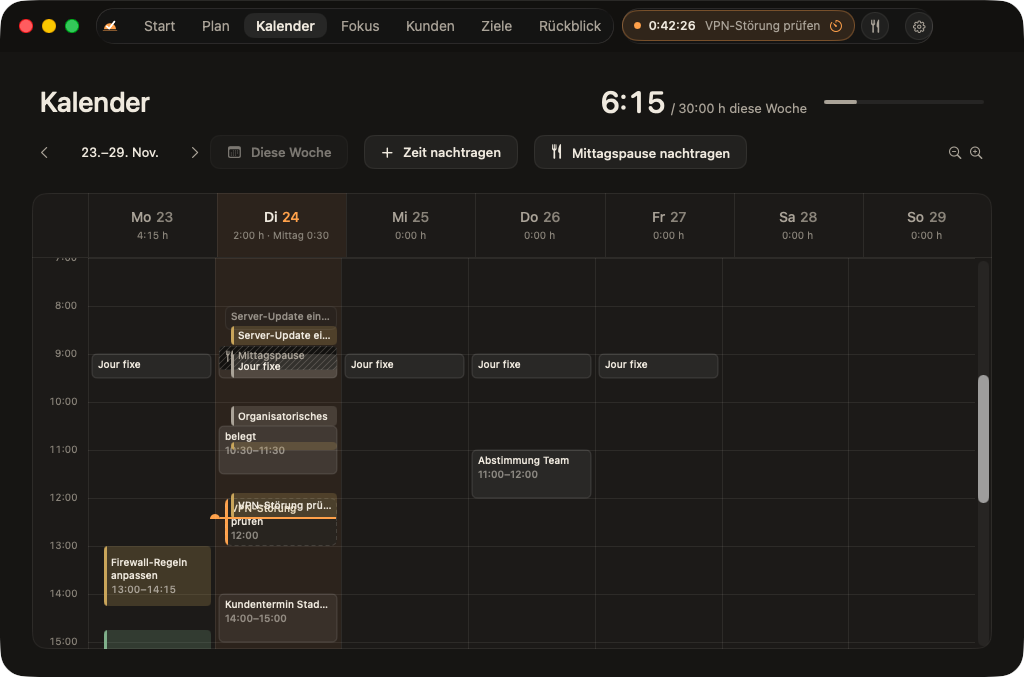 Start Plan Kalender Fokus Kunden Ziele Rückblick 0:42:26 VPN-Störung prüfen
Kalender
6:15 / 30:00 h diese Woche
23.–29. Nov. Diese Woche + Zeit nachtragen Mittagspause nachtragen
Mo 23 Di 24 Mi 25 Do 26 Fr 27 Sa 28 So 29
4:15 h 2:00 h · Mittag 0:30 0:00 h 0:00 h 0:00 h 0:00 h 0:00 h
8:00
Server-Update ein...
Server-Update ei...
9:00
Mittagspause
Jour fixe Jour fixe Jour fixe Jour fixe Jour fixe
10:00
Organisatorisches
belegt
10:30–11:30
11:00
Abstimmung Team
11:00–12:00
12:00
VPN-Störung prü...
VPN-Störung
prüfen
12:00
13:00
Firewall-Regeln
anpassen
13:00–14:15
14:00
Kundentermin Stad...
14:00–15:00
15:00